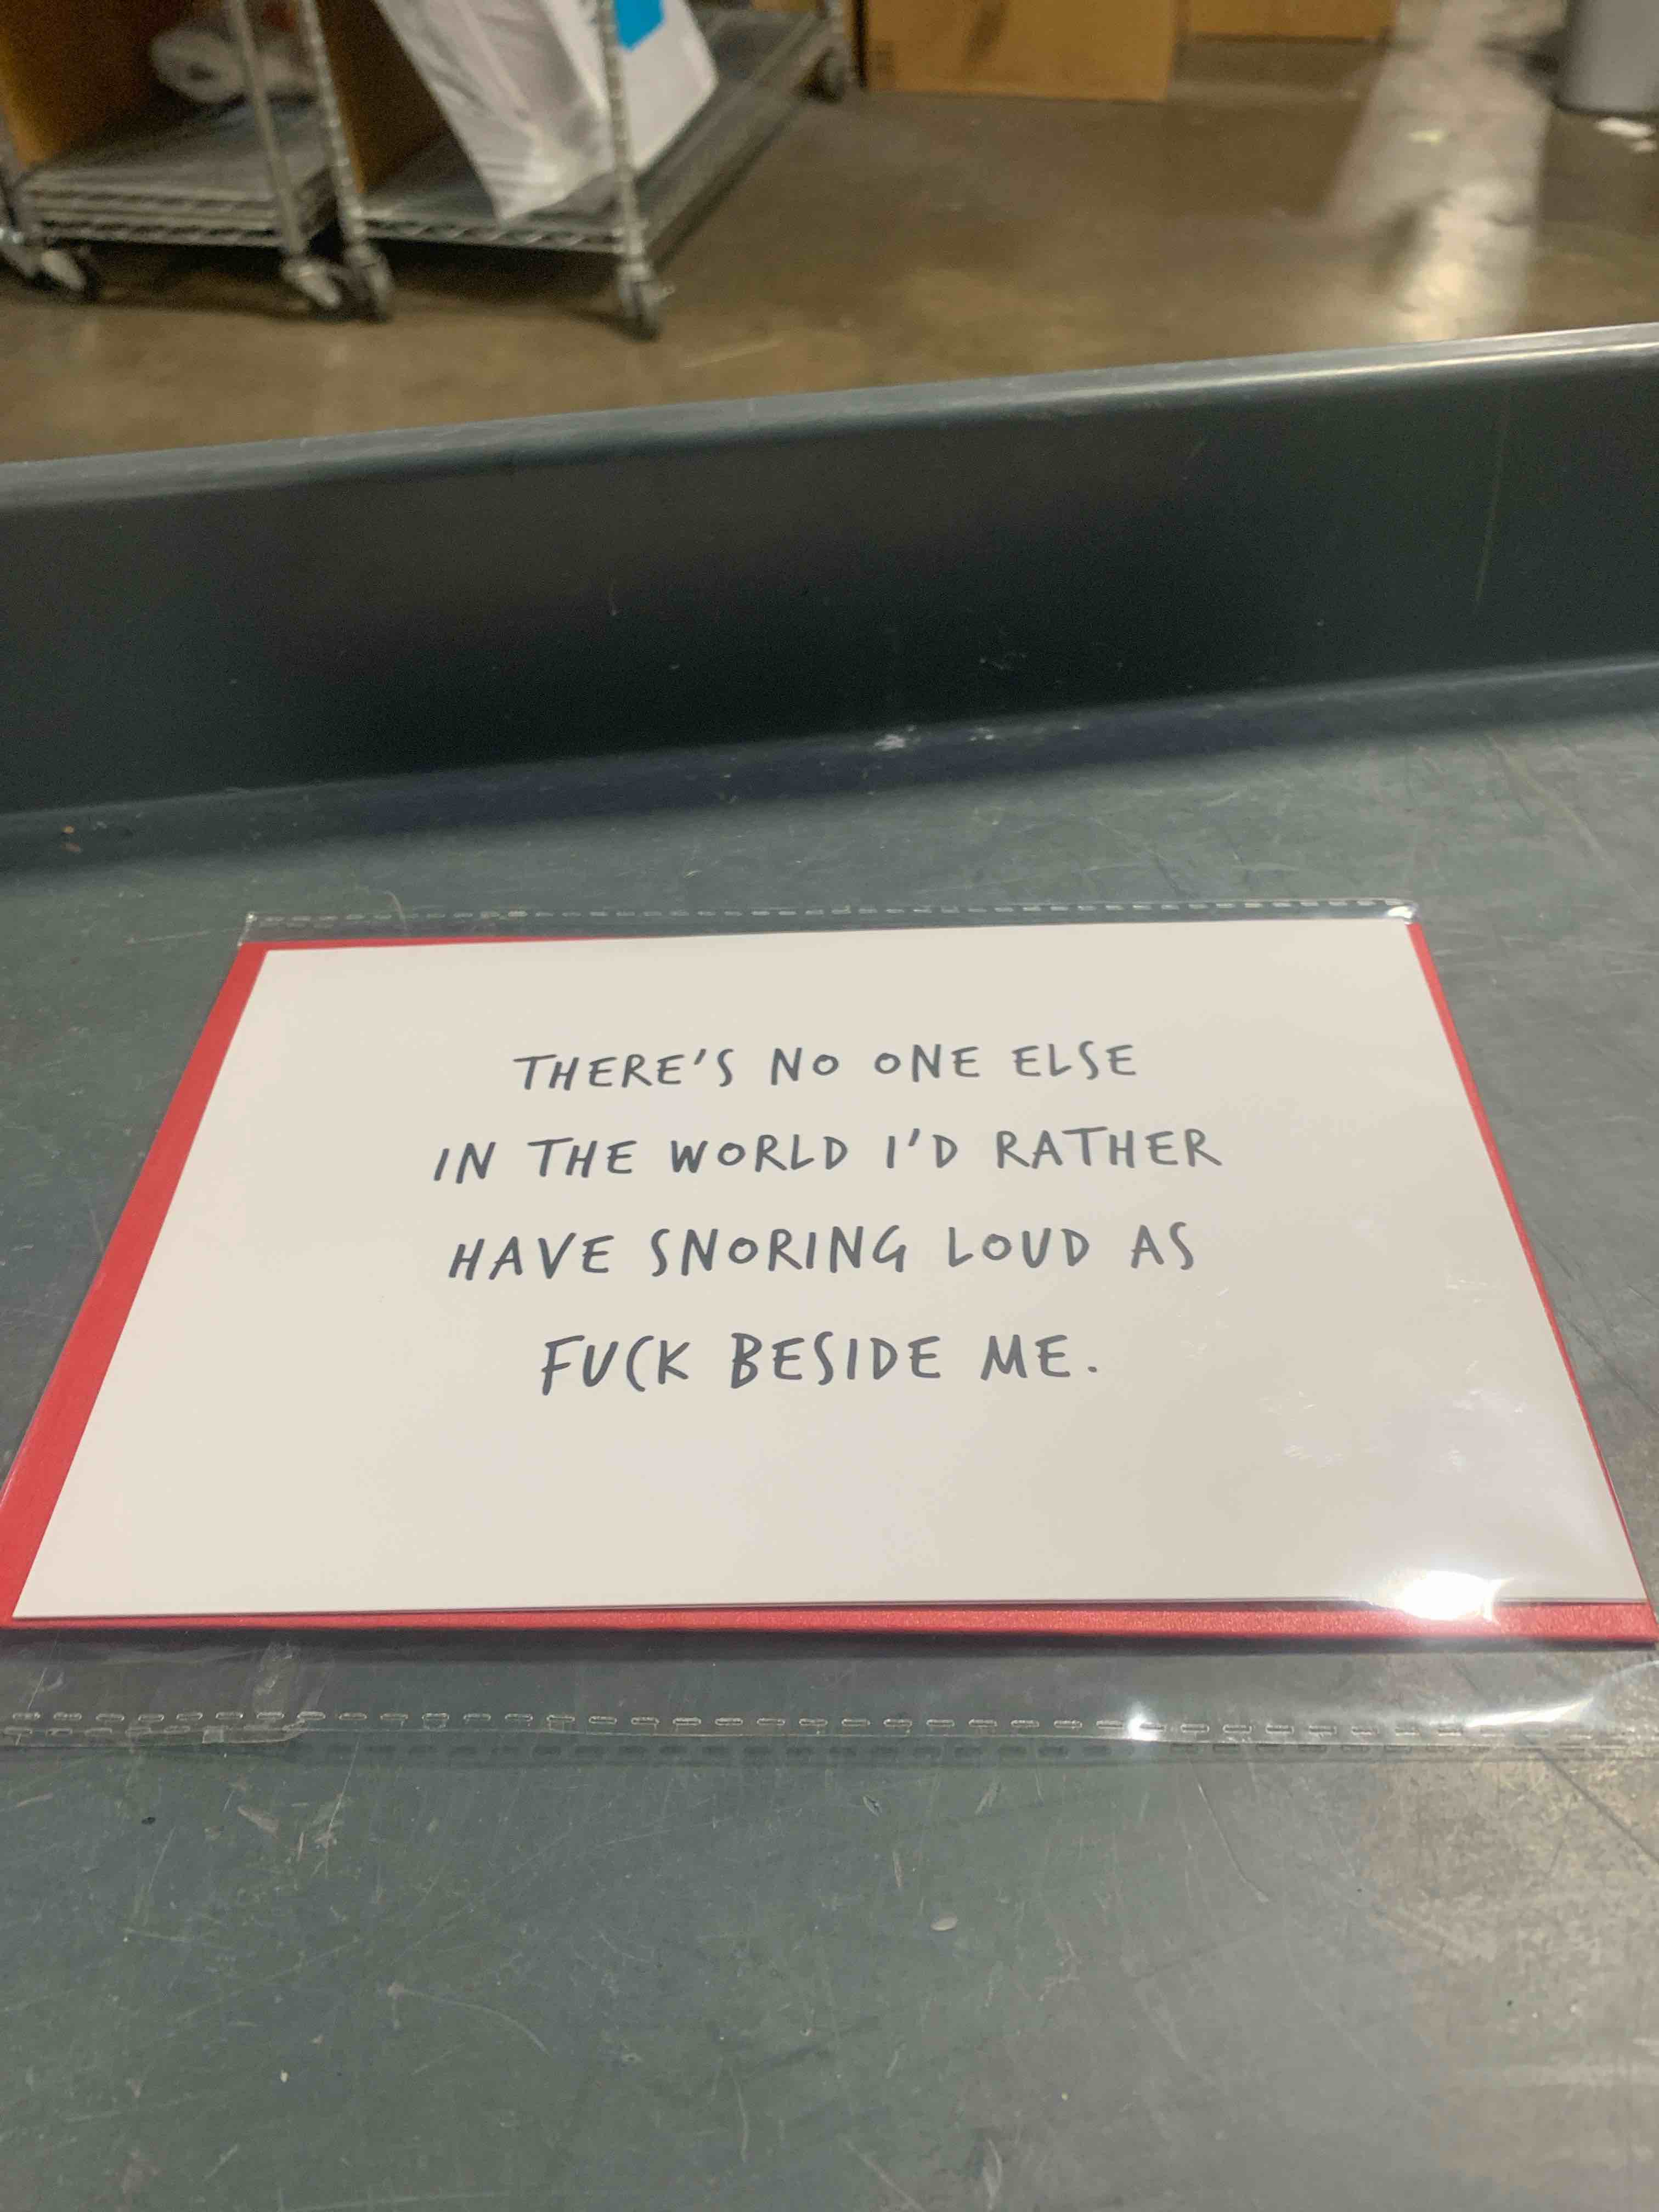 THERE'S NO ONE ELSE
IN THE WORLD I'D RATHER
HAVE SNORING LOUD AS
FUCK BESIDE ME.